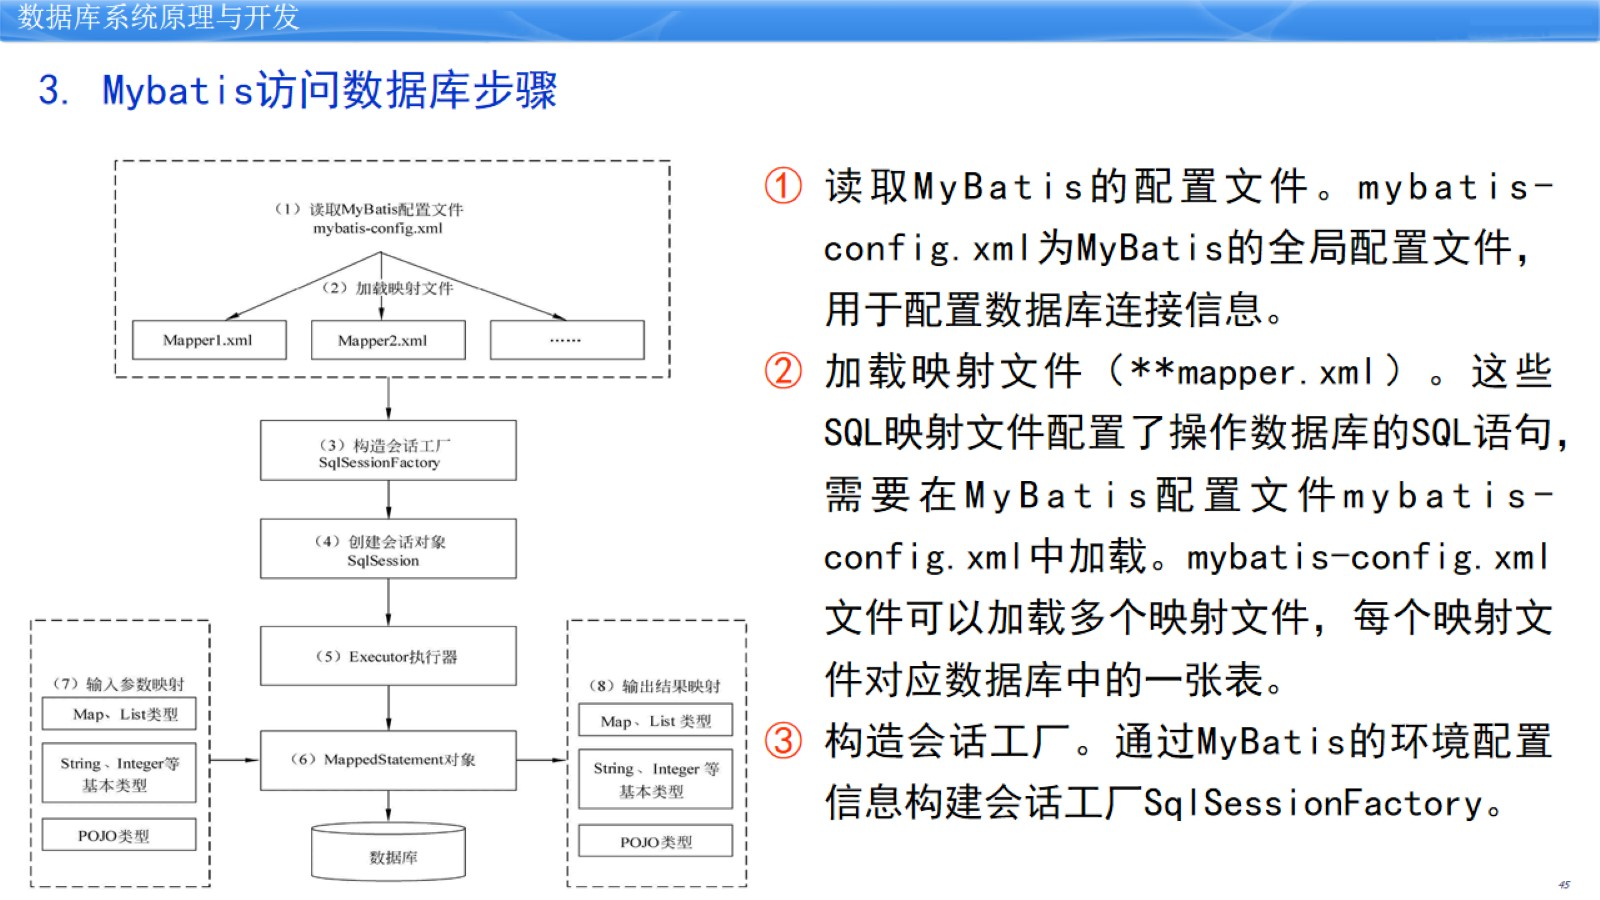 数据库系统原理与开发
3. Mybatis访问数据库步骤
（1）读取MyBatis配置文件
mybatis-config.xml
（2）加载映射文件
Mapper1.xml
Mapper2.xml
······
（3）构造会话工厂
SqlSessionFactory
（4）创建会话对象
SqlSession
（5）Executor执行器
（6）MappedStatement对象
数据库
（7）输入参数映射
Map、List类型
String、Integer等
基本类型
POJO类型
（8）输出结果映射
Map、List 类型
String、Integer 等
基本类型
POJO类型
① 读取MyBatis的配置文件。mybatis-
config.xml为MyBatis的全局配置文件，
用于配置数据库连接信息。
② 加载映射文件（**mapper.xml）。这些
SQL映射文件配置了操作数据库的SQL语句，
需要在MyBatis配置文件mybatis-
config.xml中加载。mybatis-config.xml
文件可以加载多个映射文件，每个映射文
件对应数据库中的一张表。
③ 构造会话工厂。通过MyBatis的环境配置
信息构建会话工厂SqlSessionFactory。
45